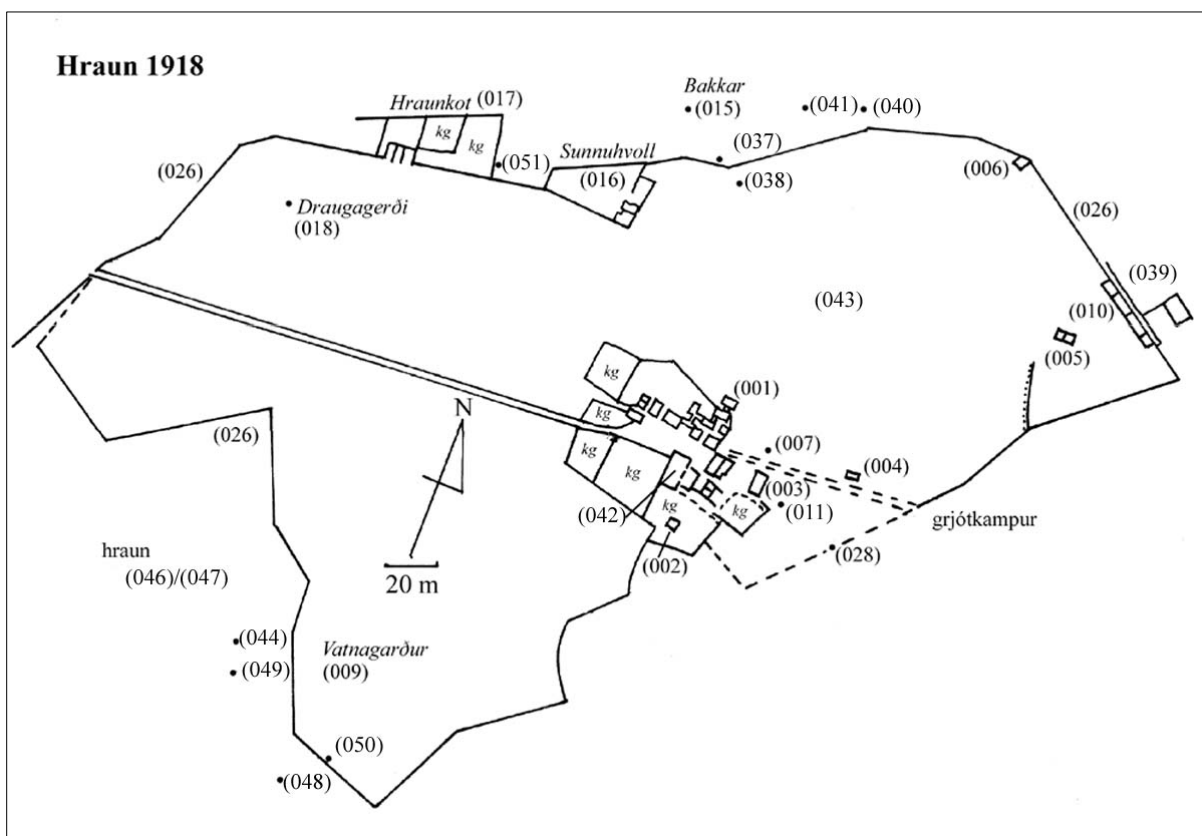 Hraun 1918
Hraunkot (017)
kg
kg
(051)
Sunnuhvoll
(016)
Bakkar
(015)
(041)
(040)
(037)
(038)
(006)
(026)
(026)
Draugagerði
(018)
(039)
(043)
(010)
(005)
kg
(001)
N
kg
(007)
kg
kg
(004)
(003)
kg
kg
(011)
(042)
grjótkampur
(026)
(028)
(002)
20 m
hraun
(046)/(047)
(044)
Vatnagarður
(049)
(009)
(050)
(048)